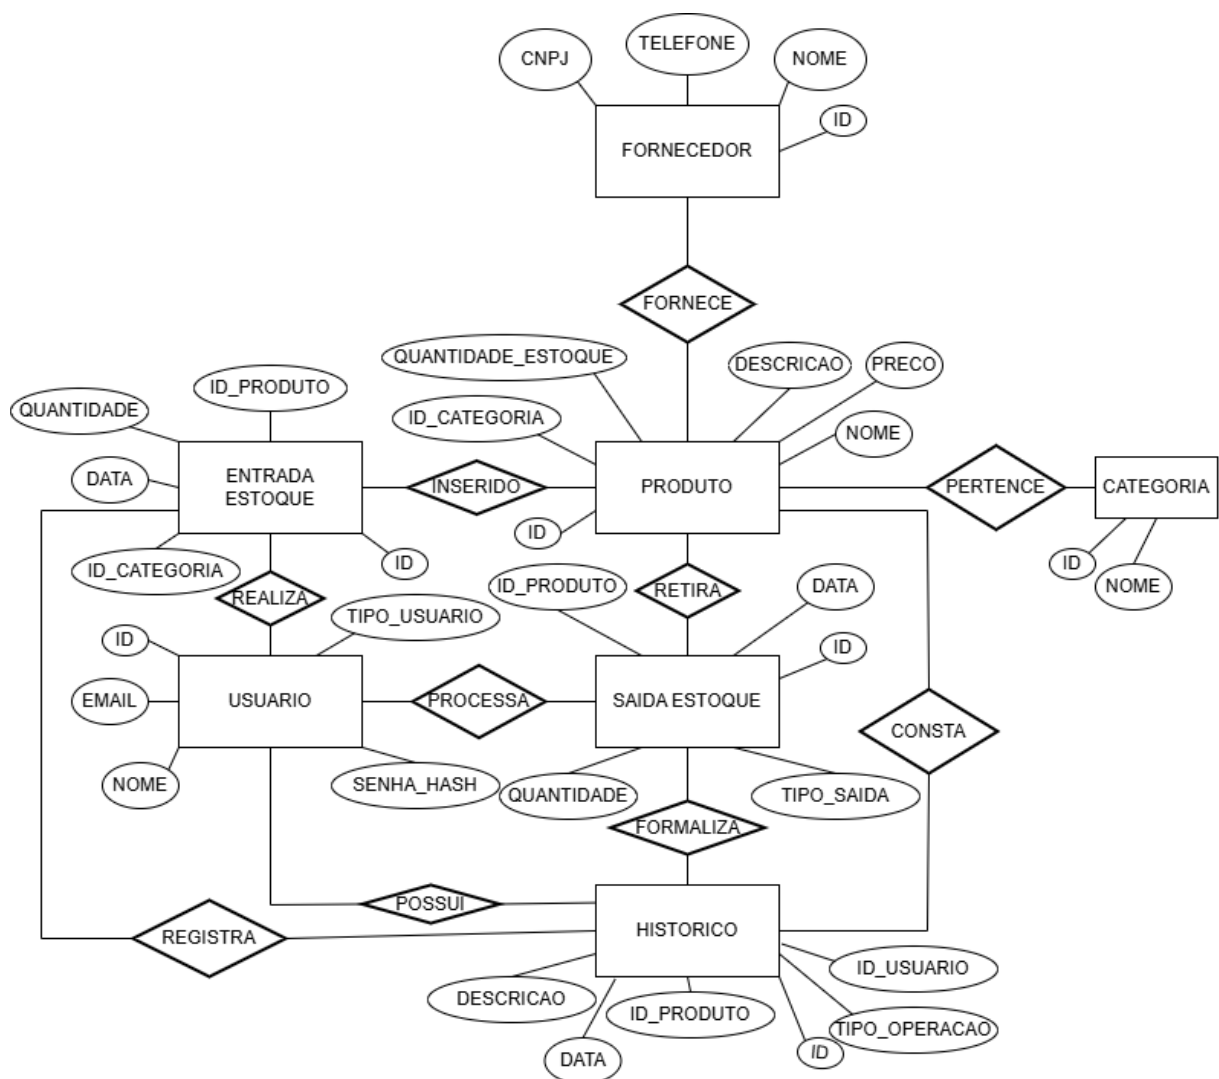 TELEFONE
CNPJ
NOME
ID
FORNECEDOR
FORNECE
QUANTIDADE_ESTOQUE
DESCRICAO
PRECO
ID_PRODUTO
QUANTIDADE
ID_CATEGORIA
NOME
DATA
ENTRADA
ESTOQUE
INSERIDO
PRODUTO
PERTENCE
CATEGORIA
ID
ID_CATEGORIA
ID
ID
NOME
REALIZA
ID_PRODUTO
RETIRA
DATA
TIPO_USUARIO
ID
ID
EMAIL
USUARIO
PROCESSA
SAIDA ESTOQUE
CONSTA
NOME
SENHA_HASH
QUANTIDADE
TIPO_SAIDA
FORMALIZA
POSSUI
REGISTRA
HISTORICO
ID_USUARIO
DESCRICAO
ID_PRODUTO
TIPO_OPERACAO
DATA
ID